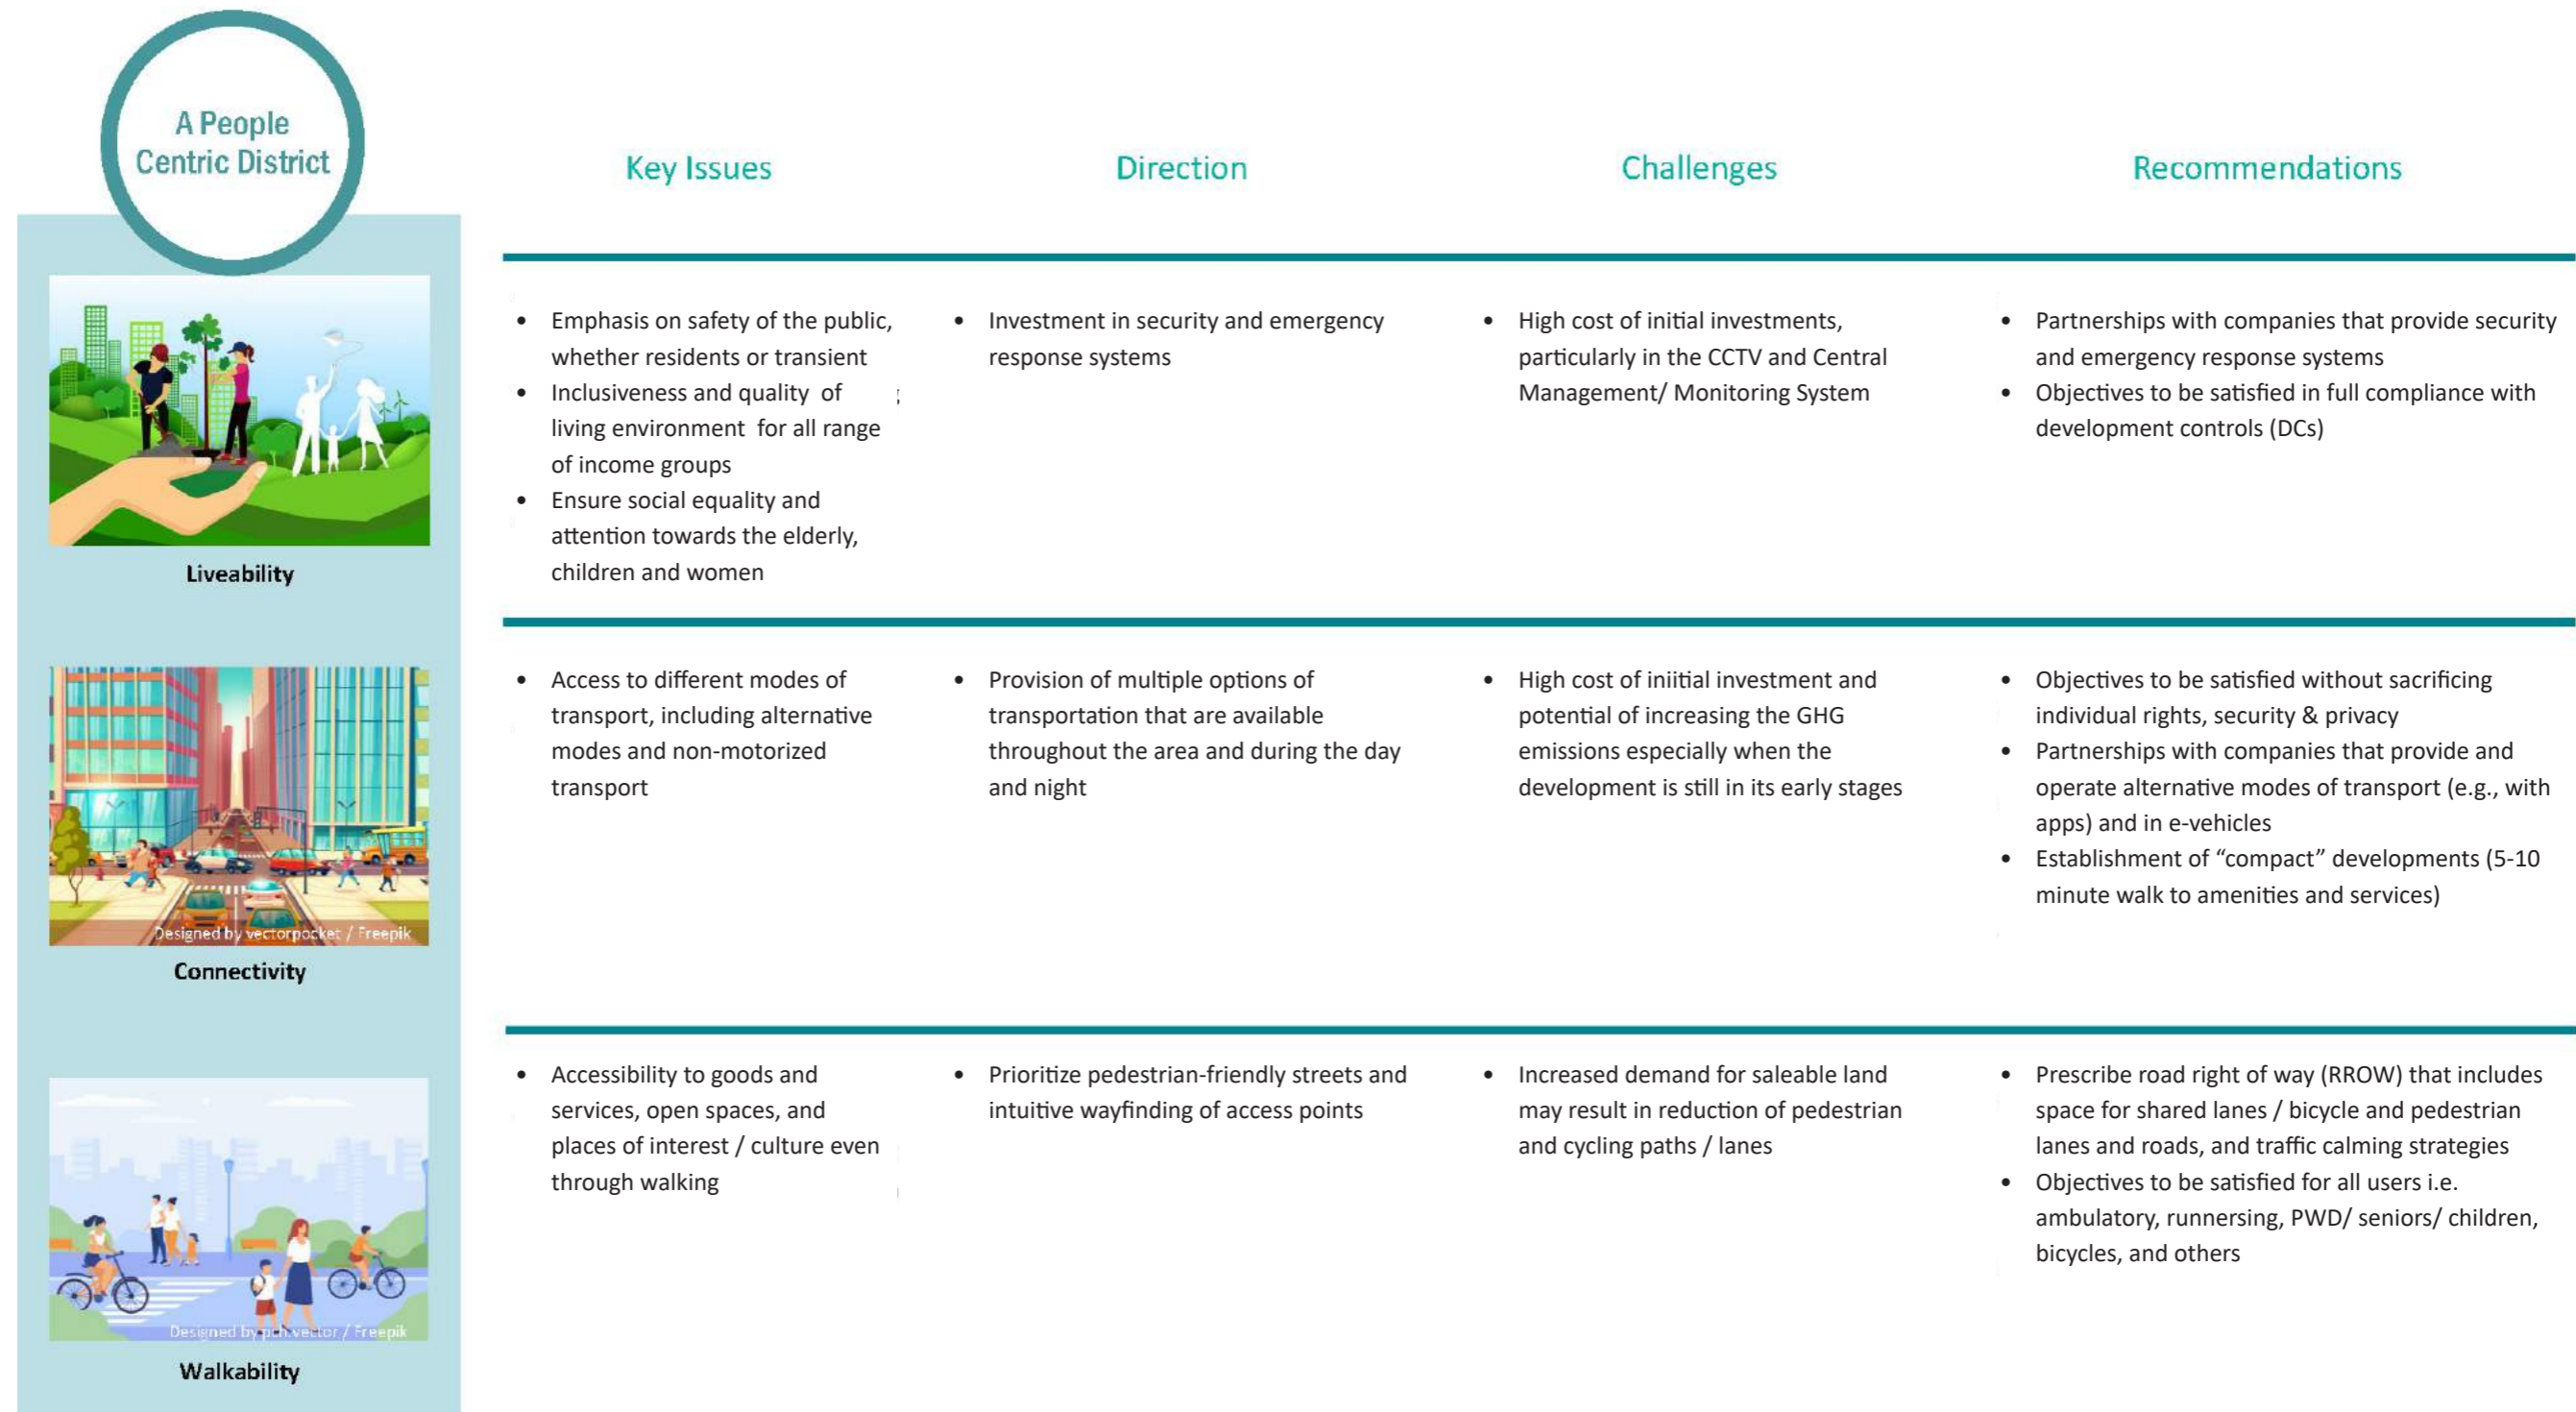 A People
Centric District
Key Issues
Direction
Challenges
Recommendations
Liveability
• Emphasis on safety of the public,
whether residents or transient
• Inclusiveness and quality of
living environment for all range
of income groups
• Ensure social equality and
attention towards the elderly,
children and women
• Investment in security and emergency
response systems
• High cost of initial investments,
particularly in the CCTV and Central
Management/ Monitoring System
• Partnerships with companies that provide security
and emergency response systems
• Objectives to be satisfied in full compliance with
development controls (DCs)
Designed by vectorpocket / Freepik
Connectivity
• Access to different modes of
transport, including alternative
modes and non-motorized
transport
• Provision of multiple options of
transportation that are available
throughout the area and during the day
and night
• High cost of iniitial investment and
potential of increasing the GHG
emissions especially when the
development is still in its early stages
• Objectives to be satisfied without sacrificing
individual rights, security & privacy
• Partnerships with companies that provide and
operate alternative modes of transport (e.g., with
apps) and in e-vehicles
• Establishment of “compact” developments (5-10
minute walk to amenities and services)
Designed by pch.vector / Freepik
Walkability
• Accessibility to goods and
services, open spaces, and
places of interest / culture even
through walking
• Prioritize pedestrian-friendly streets and
intuitive wayfinding of access points
• Increased demand for saleable land
may result in reduction of pedestrian
and cycling paths / lanes
• Prescribe road right of way (RROW) that includes
space for shared lanes / bicycle and pedestrian
lanes and roads, and traffic calming strategies
• Objectives to be satisfied for all users i.e.
ambulatory, runnersing, PWD/ seniors/ children,
bicycles, and others